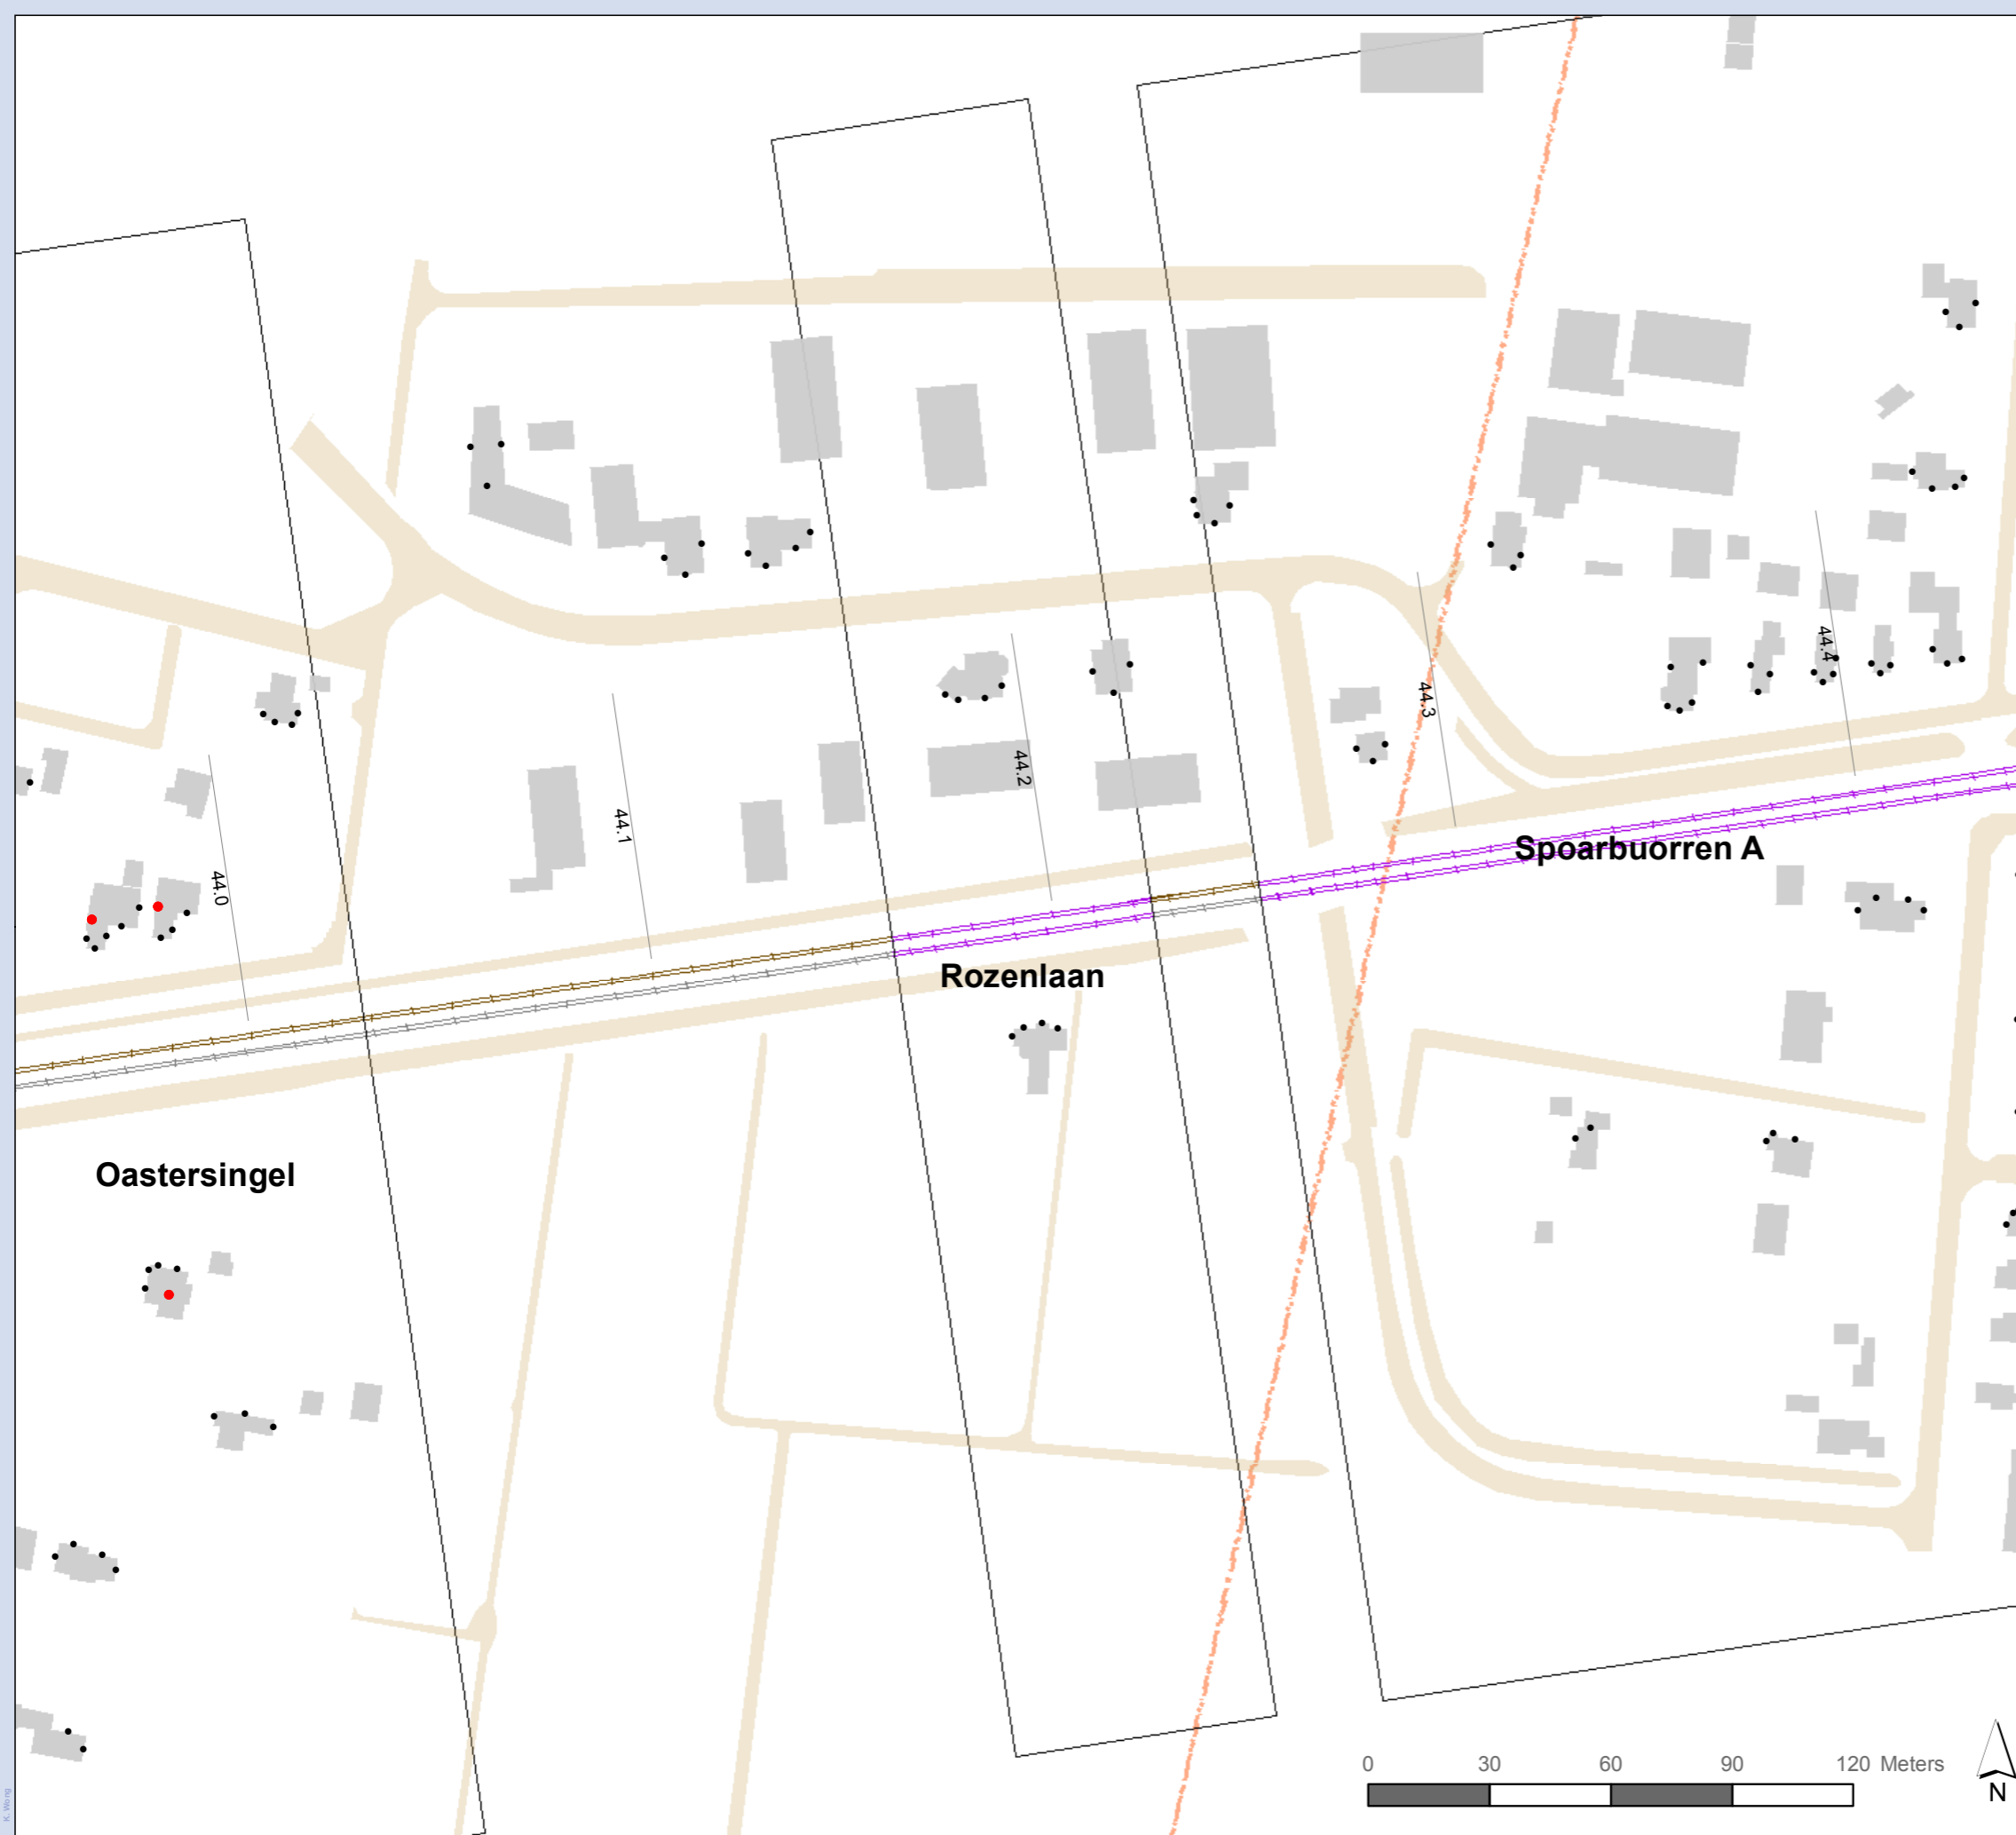 44.4
44.3
44.2
44.1
44.0
Spoarbuorren A
Rozenlaan
Oastersingel
0 30 60 90 120 Meters
N
K. Wong